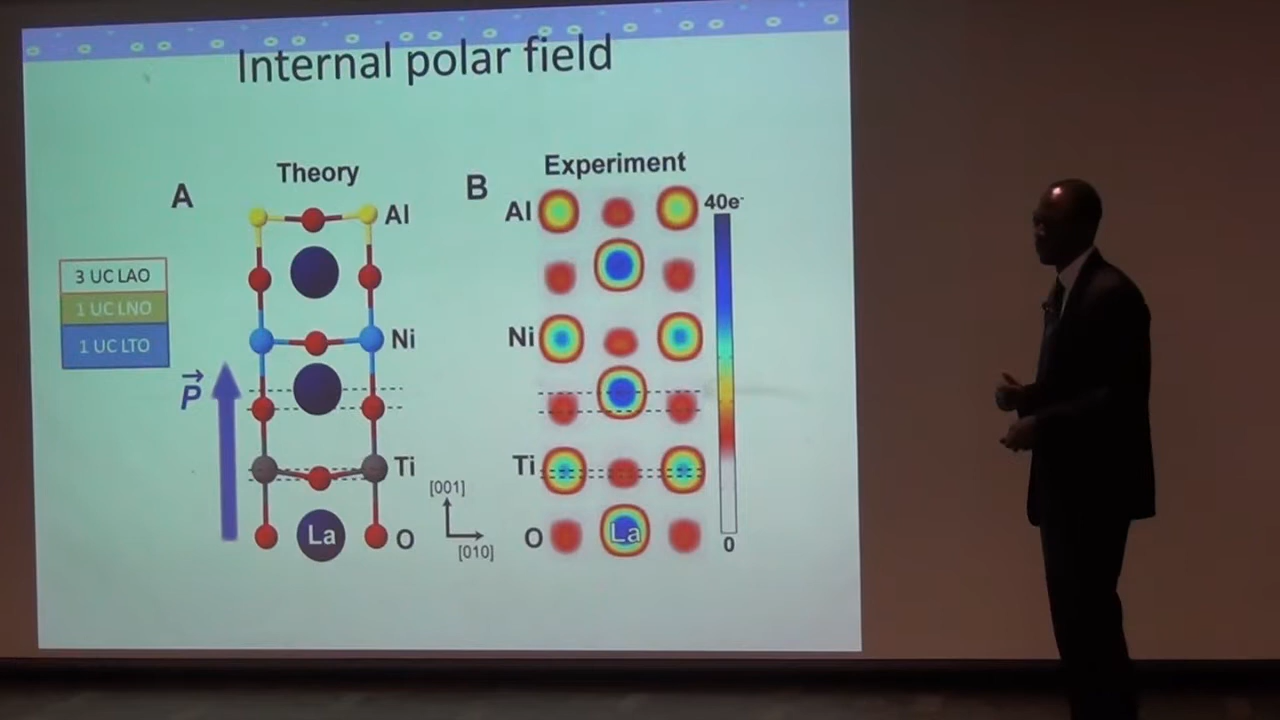 Internal polar field
A
Theory
Al
Ni
Ti
La
O
3 UC LAO
1 UC LNO
1 UC LTO
P
[001]
[010]
B
Experiment
Al
Ni
Ti
O
La
40e-
0